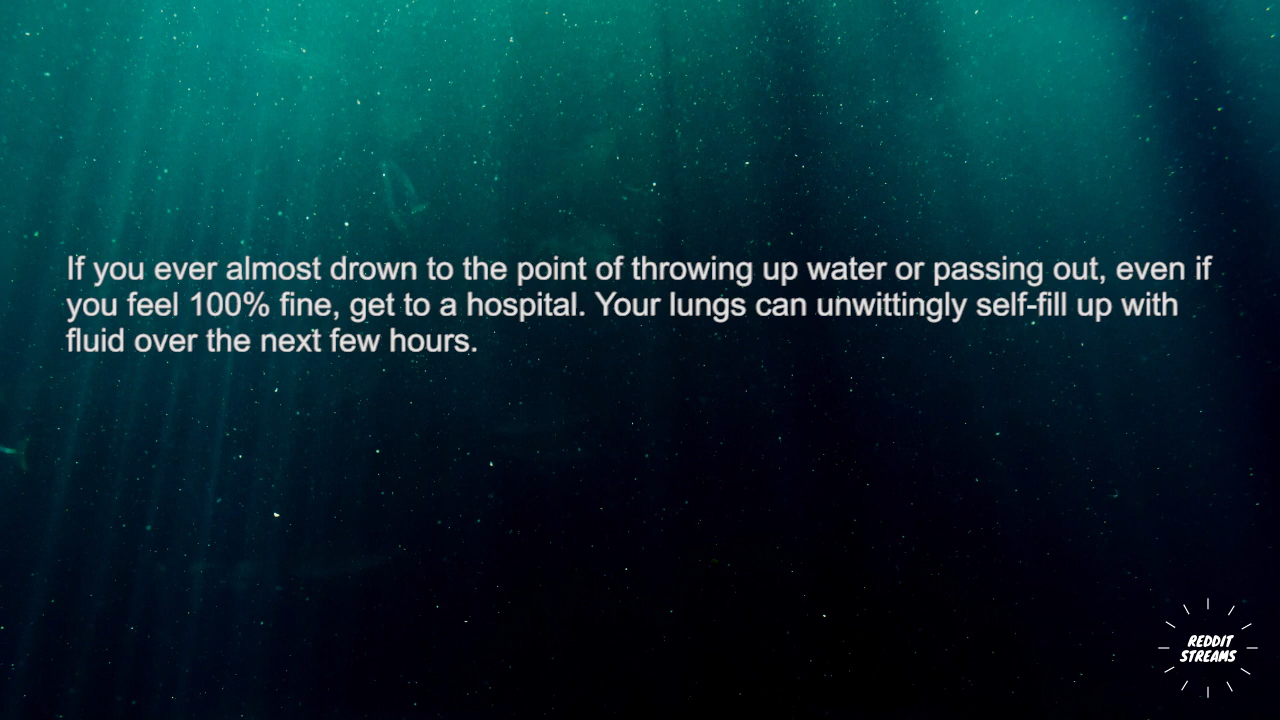 If you ever almost drown to the point of throwing up water or passing out, even if
you feel 100% fine, get to a hospital. Your lungs can unwittingly self-fill up with
fluid over the next few hours.
REDDIT
STREAMS